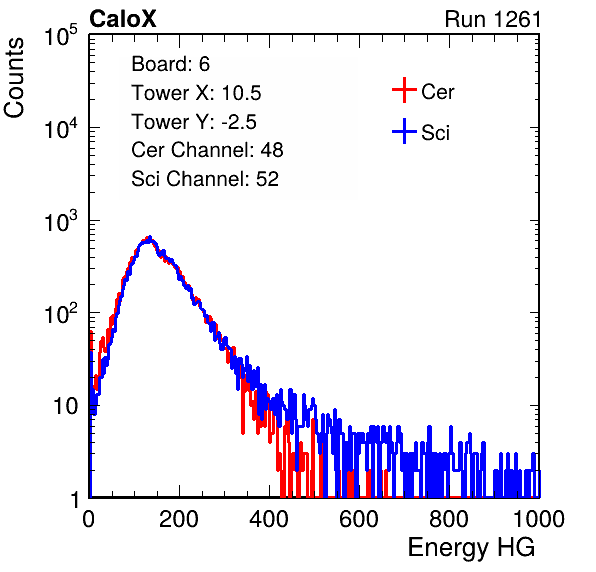 CaloX Run 1261
Counts
10^5
10^4
10^3
10^2
10
1
Board: 6
Tower X: 10.5
Tower Y: -2.5
Cer Channel: 48
Sci Channel: 52
Cer
Sci
0 200 400 600 800 1000
Energy HG